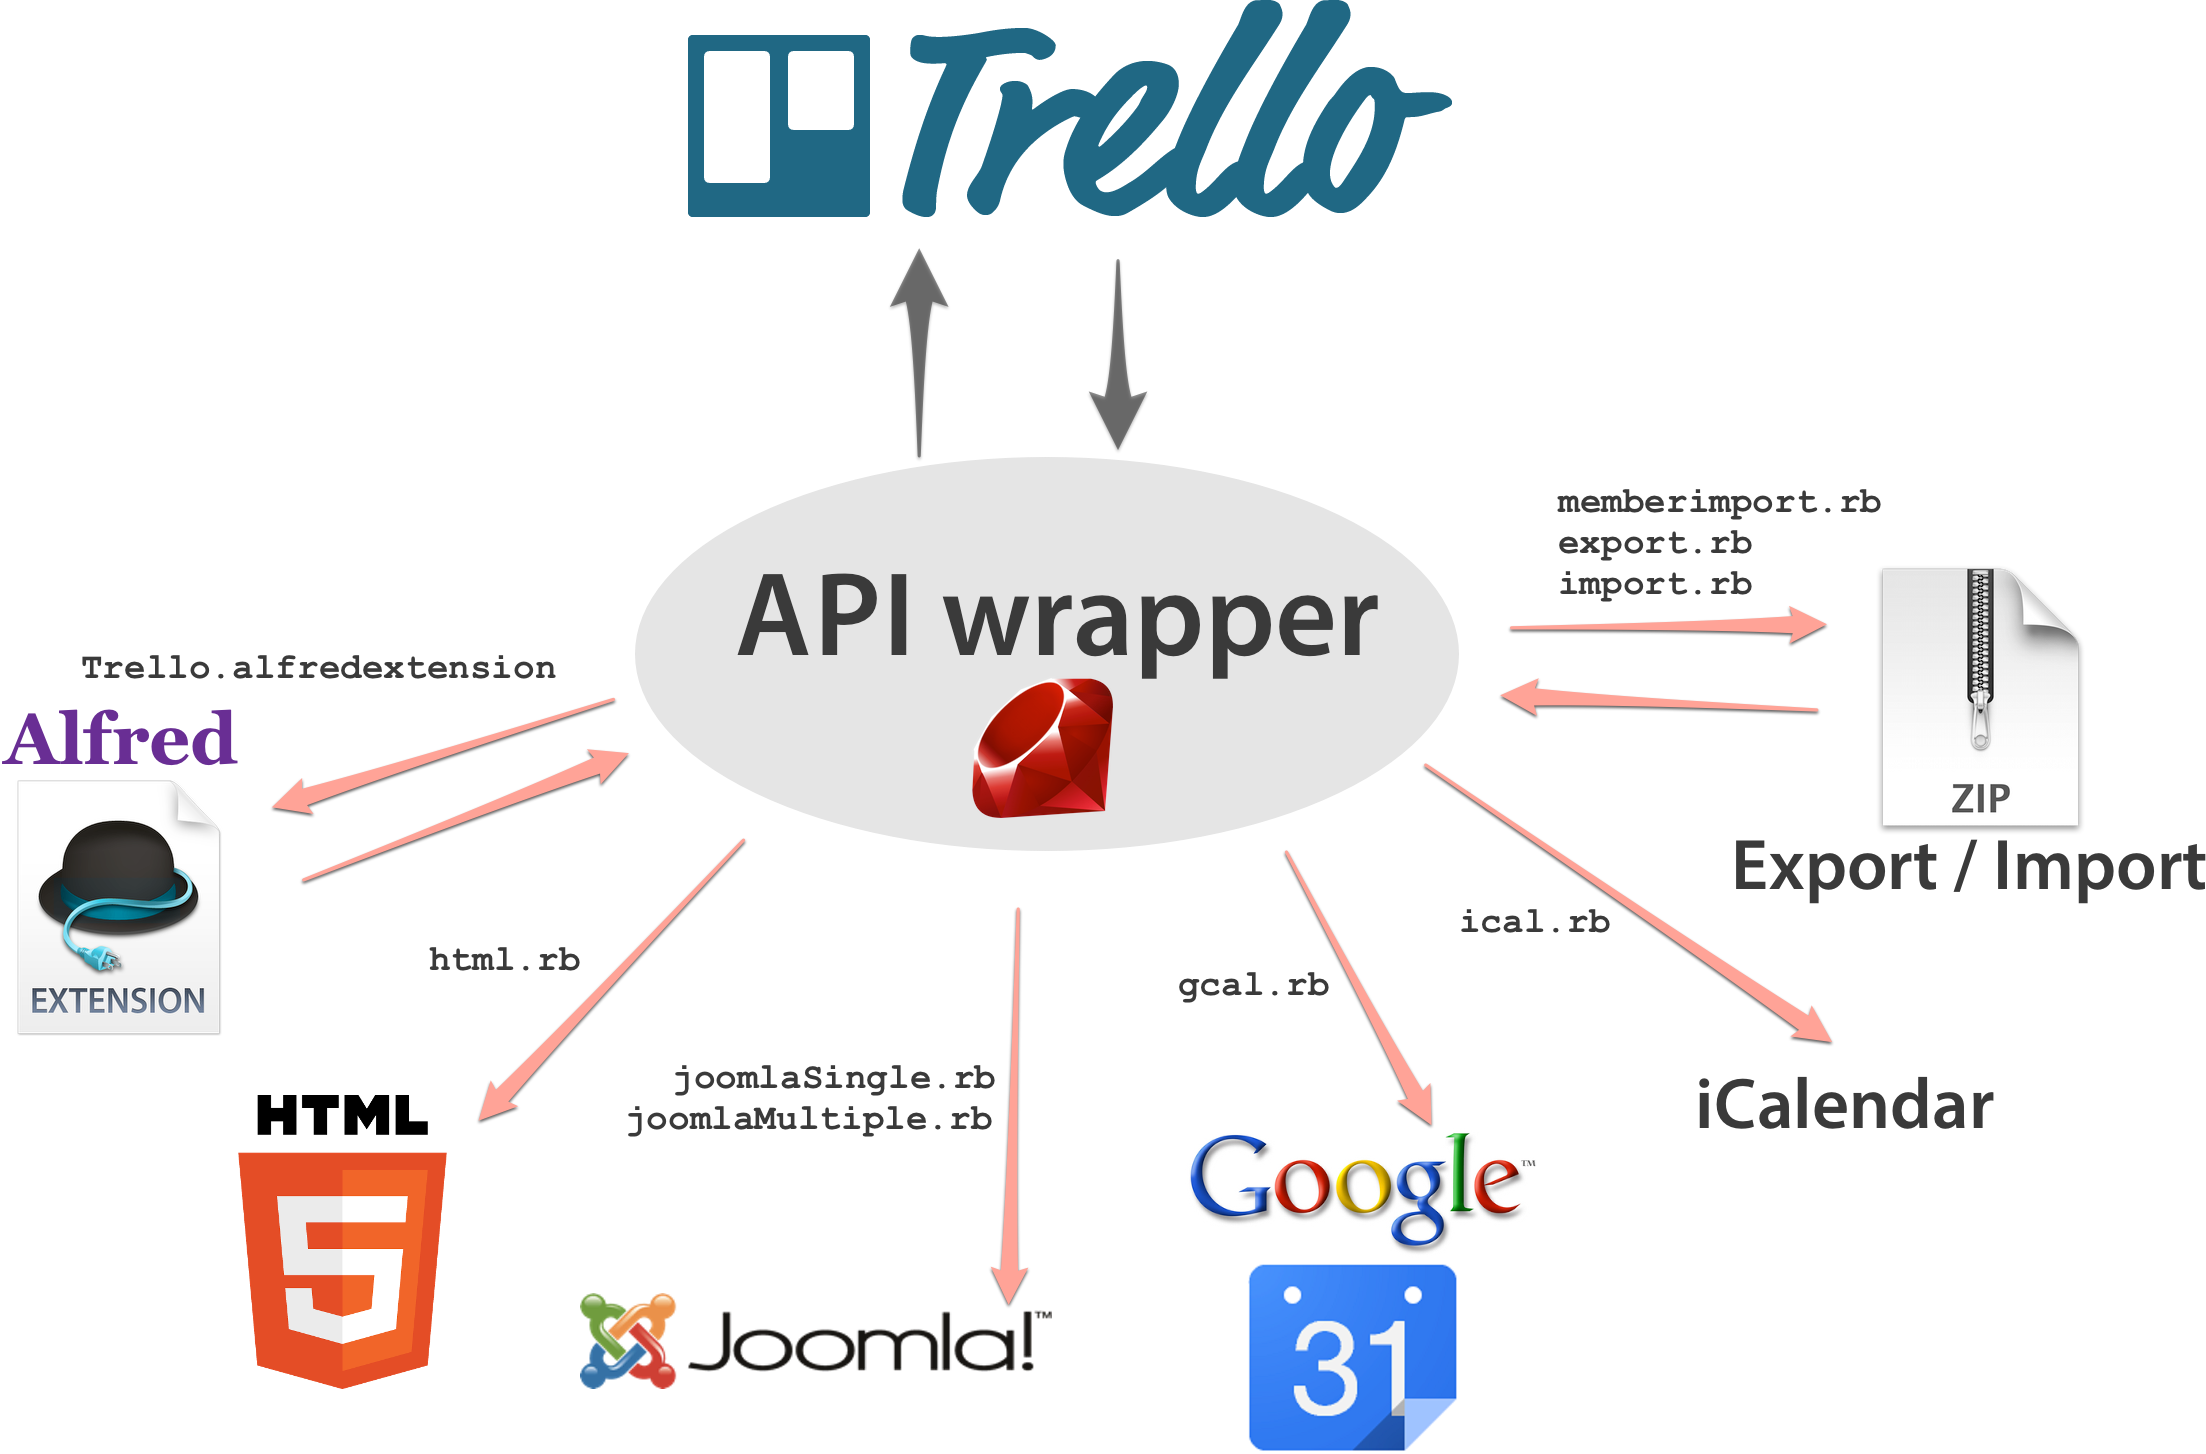 Trello
API wrapper
memberimport.rb
export.rb
import.rb
ZIP
Export / Import
Trello.alfredextension
Alfred
EXTENSION
html.rb
HTML
5
joomlaSingle.rb
joomlaMultiple.rb
Joomla!™
gcal.rb
Google™
31
ical.rb
iCalendar